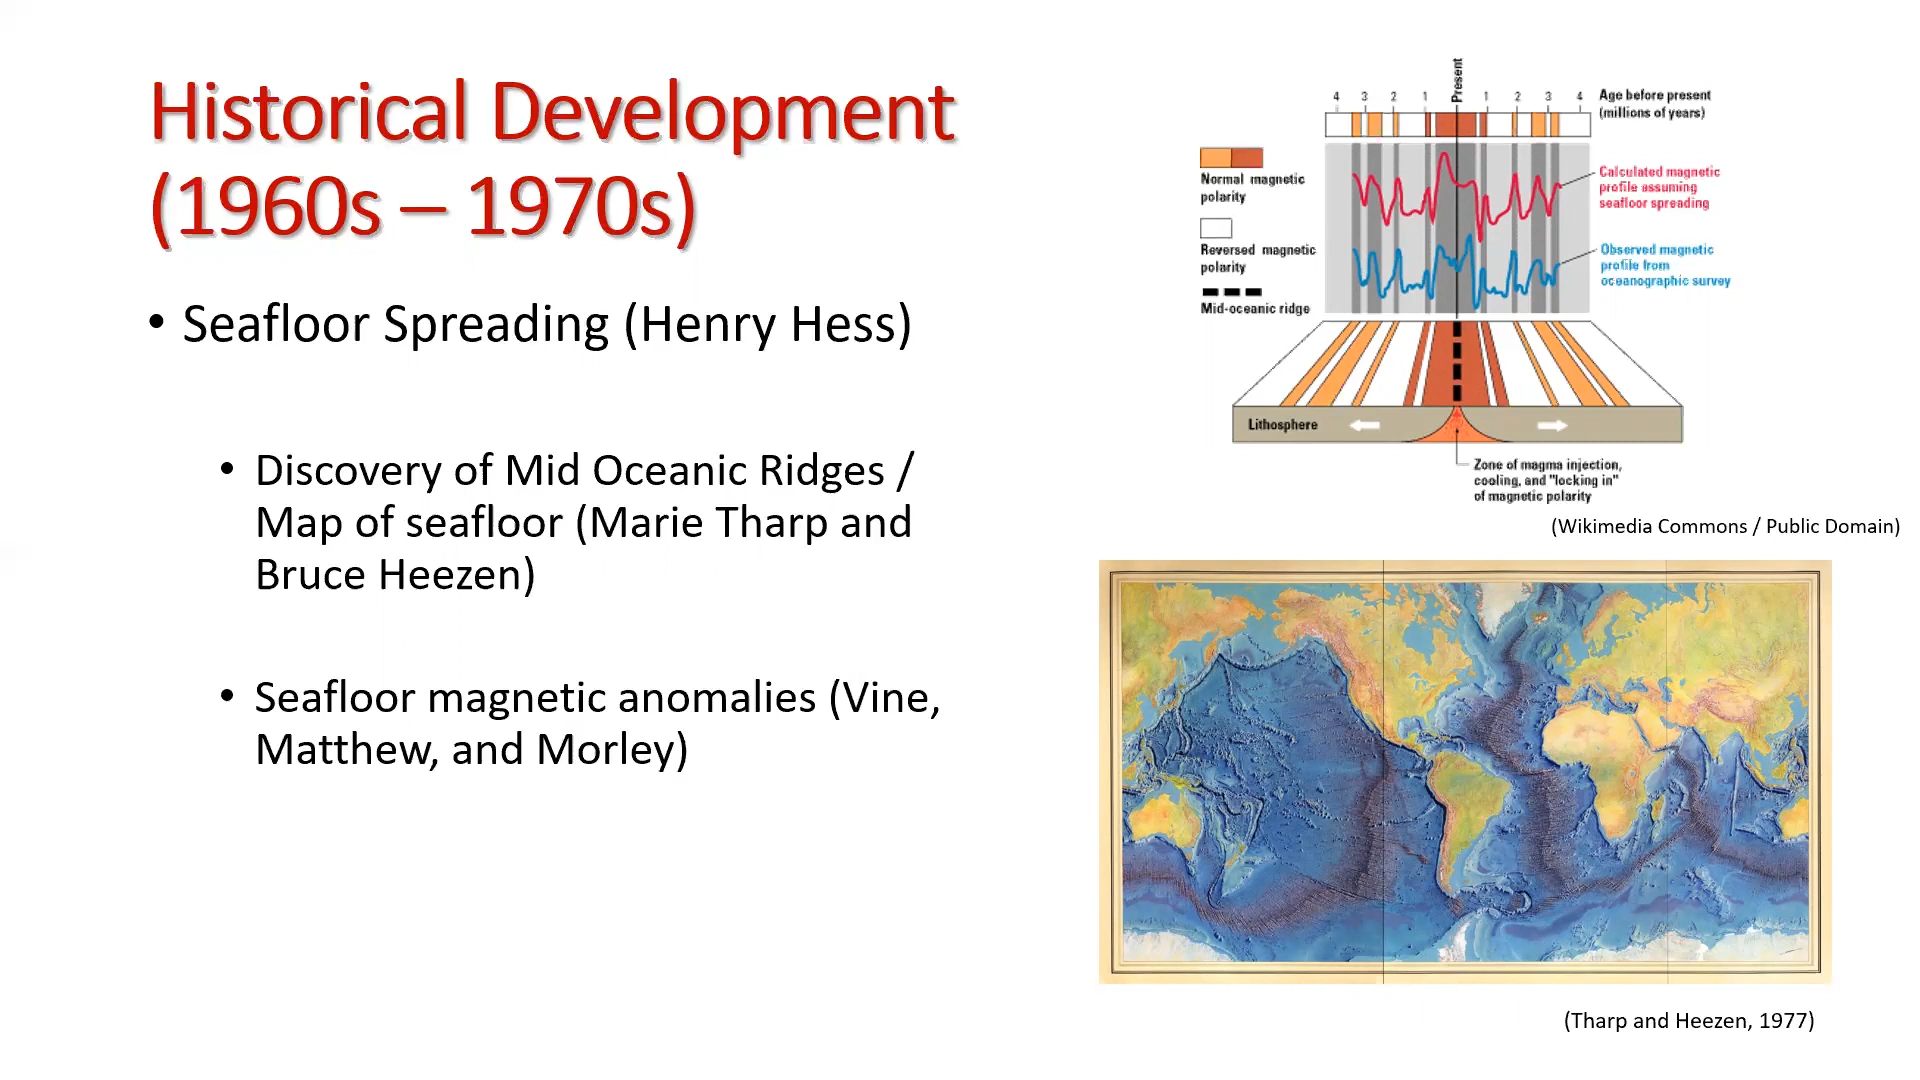 Historical Development
(1960s – 1970s)
• Seafloor Spreading (Henry Hess)
• Discovery of Mid Oceanic Ridges /
Map of seafloor (Marie Tharp and
Bruce Heezen)
• Seafloor magnetic anomalies (Vine,
Matthew, and Morley)
Present
4 3 2 1 1 2 3 4
Age before present
(millions of years)
Normal magnetic
polarity
Reversed magnetic
polarity
Mid-oceanic ridge
Calculated magnetic
profile assuming
seafloor spreading
Observed magnetic
profile from
oceanographic survey
Lithosphere
Zone of magma injection,
cooling, and "locking in"
of magnetic polarity
(Wikimedia Commons / Public Domain)
(Tharp and Heezen, 1977)